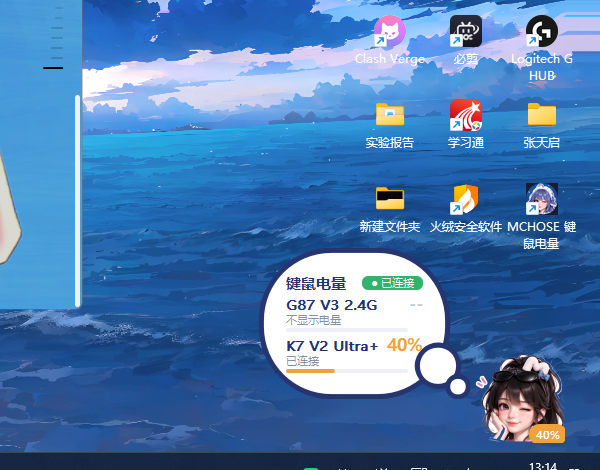 Clash Verge
必剪
Logitech G
HUB
实验报告
学习通
张天启
新建文件夹
火绒安全软件
MCHOSE 键
鼠电量
键鼠电量
已连接
G87 V3 2.4G
--
不显示电量
K7 V2 Ultra+
40%
已连接
40%
13:14